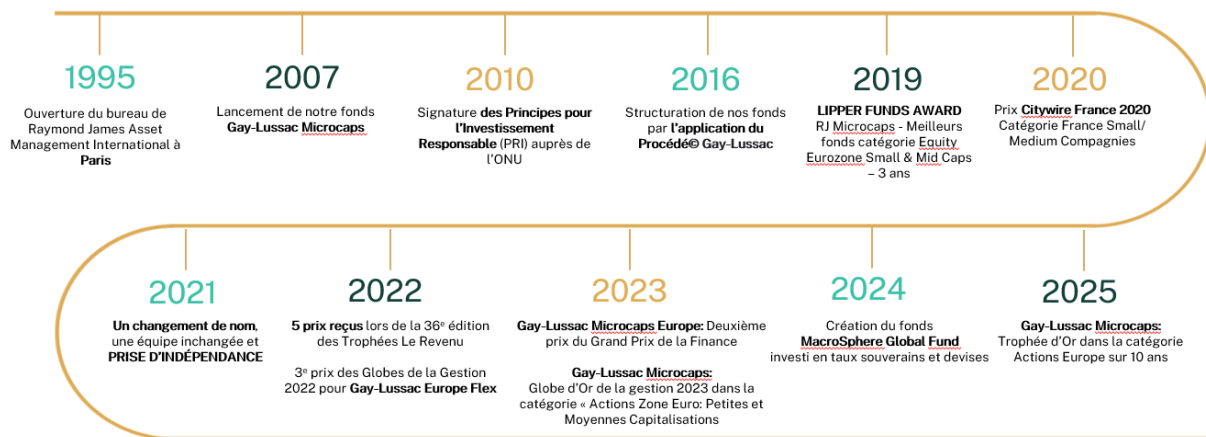 1995
Ouverture du bureau de
Raymond James Asset
Management International à
Paris
2007
Lancement de notre fonds
Gay-Lussac Microcaps
2010
Signature des Principes pour
l'Investissement
Responsable (PRI) auprès de
l'ONU
2016
Structuration de nos fonds
par l'application du
Procédé© Gay-Lussac
2019
LIPPER FUNDS AWARD
RJ Microcaps - Meilleurs
fonds catégorie Equity
Eurozone Small & Mid Caps
– 3 ans
2020
Prix Citywire France 2020
Catégorie France Small/
Medium Compagnies
2021
Un changement de nom,
une équipe inchangée et
PRISE D'INDÉPENDANCE
2022
5 prix reçus lors de la 36e édition
des Trophées Le Revenu
3e prix des Globes de la Gestion
2022 pour Gay-Lussac Europe Flex
2023
Gay-Lussac Microcaps Europe: Deuxième
prix du Grand Prix de la Finance
Gay-Lussac Microcaps:
Globe d'Or de la gestion 2023 dans la
catégorie « Actions Zone Euro: Petites et
Moyennes Capitalisations
2024
Création du fonds
MacroSphere Global Fund
investi en taux souverains et devises
2025
Gay-Lussac Microcaps:
Trophée d'Or dans la catégorie
Actions Europe sur 10 ans